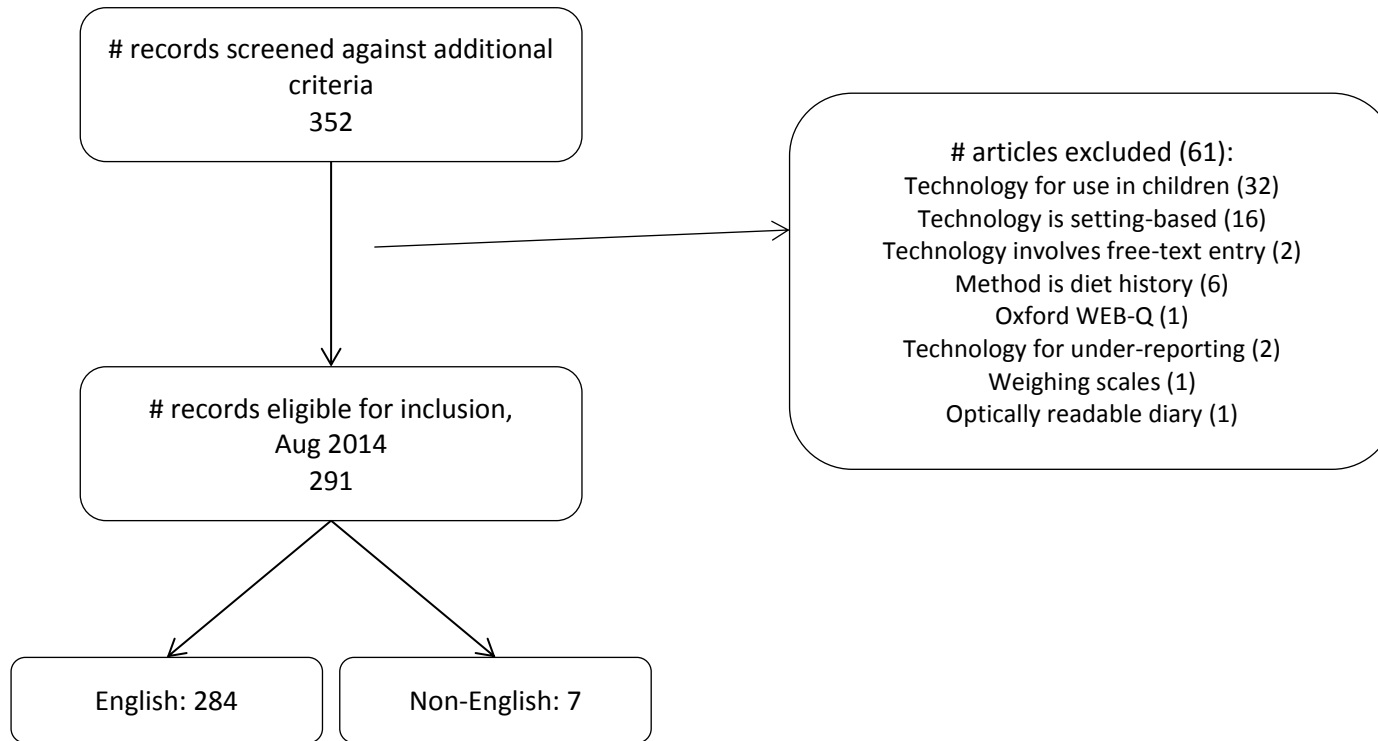 # records screened against additional
criteria
352
# articles excluded (61):
Technology for use in children (32)
Technology is setting-based (16)
Technology involves free-text entry (2)
Method is diet history (6)
Oxford WEB-Q (1)
Technology for under-reporting (2)
Weighing scales (1)
Optically readable diary (1)
# records eligible for inclusion,
Aug 2014
291
English: 284
Non-English: 7